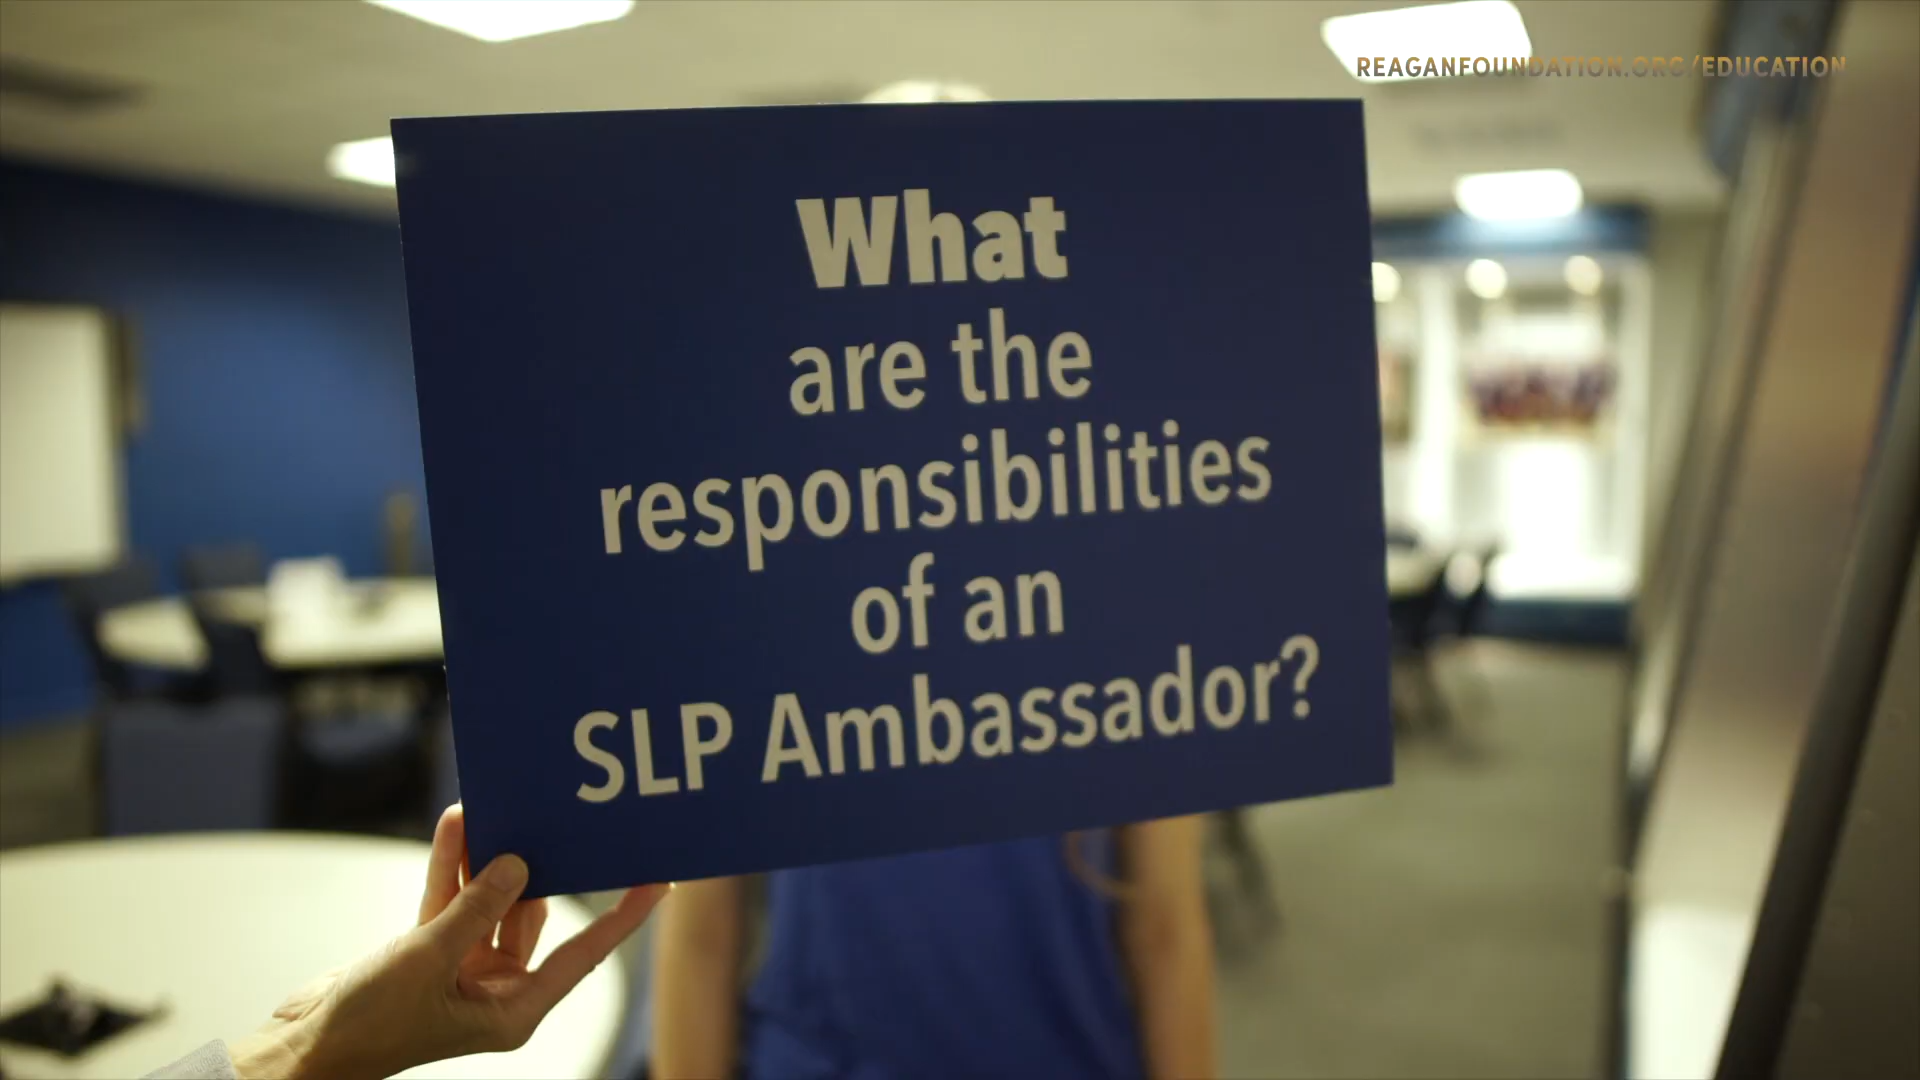 REAGANFOUNDATION.ORG/EDUCATION
What
are the
responsibilities
of an
SLP Ambassador?